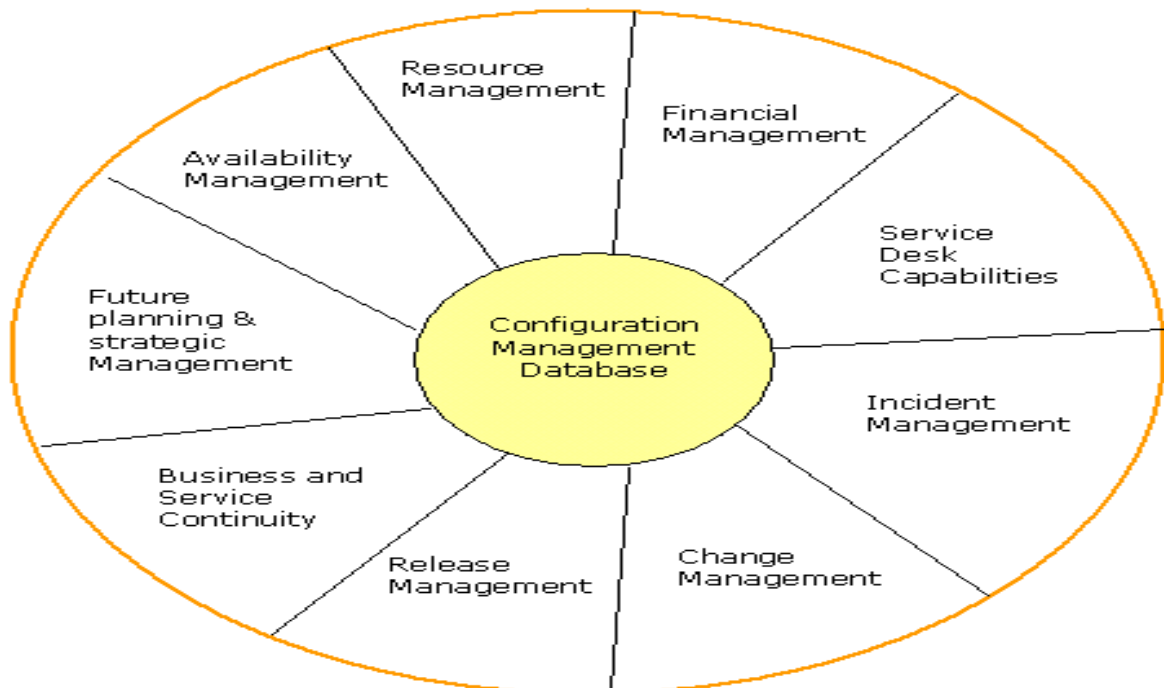 Resource
Management
Financial
Management
Availability
Management
Service
Desk
Capabilities
Future
planning &
strategic
Management
Configuration
Management
Database
Incident
Management
Business and
Service
Continuity
Release
Management
Change
Management